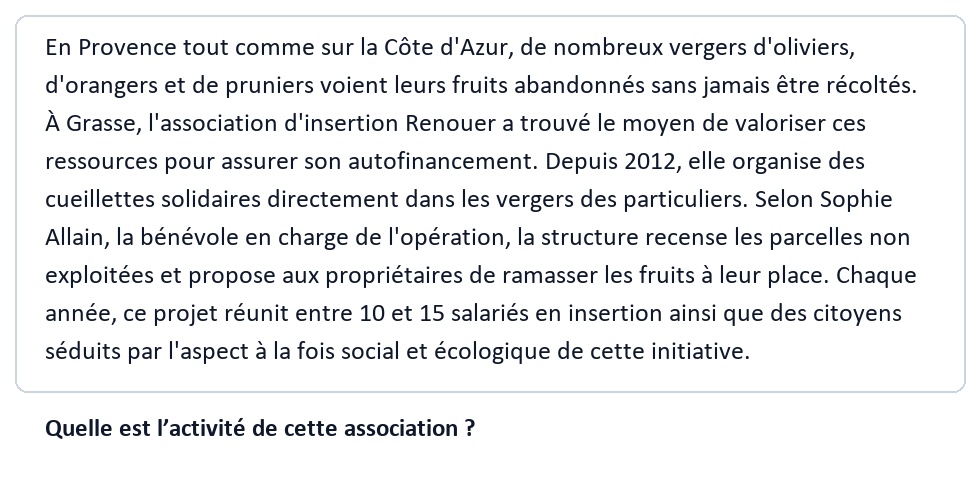 En Provence tout comme sur la Côte d'Azur, de nombreux vergers d'oliviers,
d'orangers et de pruniers voient leurs fruits abandonnés sans jamais être récoltés.
À Grasse, l'association d'insertion Renouer a trouvé le moyen de valoriser ces
ressources pour assurer son autofinancement. Depuis 2012, elle organise des
cueillettes solidaires directement dans les vergers des particuliers. Selon Sophie
Allain, la bénévole en charge de l'opération, la structure recense les parcelles non
exploitées et propose aux propriétaires de ramasser les fruits à leur place. Chaque
année, ce projet réunit entre 10 et 15 salariés en insertion ainsi que des citoyens
séduits par l'aspect à la fois social et écologique de cette initiative.
Quelle est l’activité de cette association ?